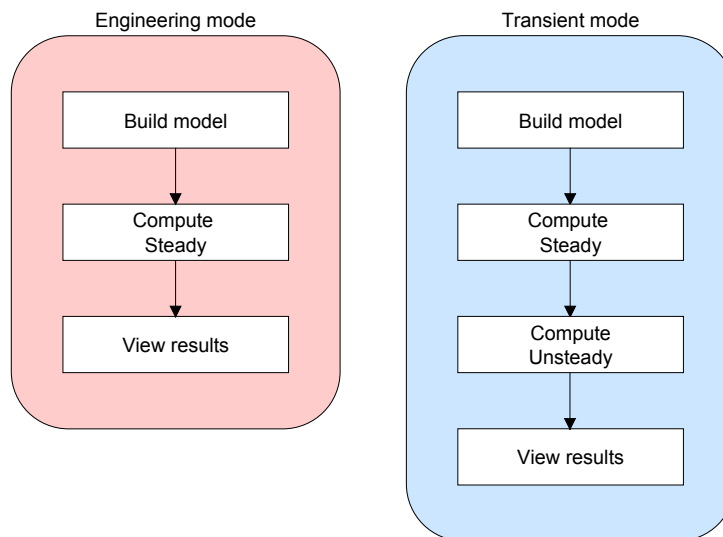 Engineering mode
Build model
Compute
Steady
View results
Transient mode
Build model
Compute
Steady
Compute
Unsteady
View results